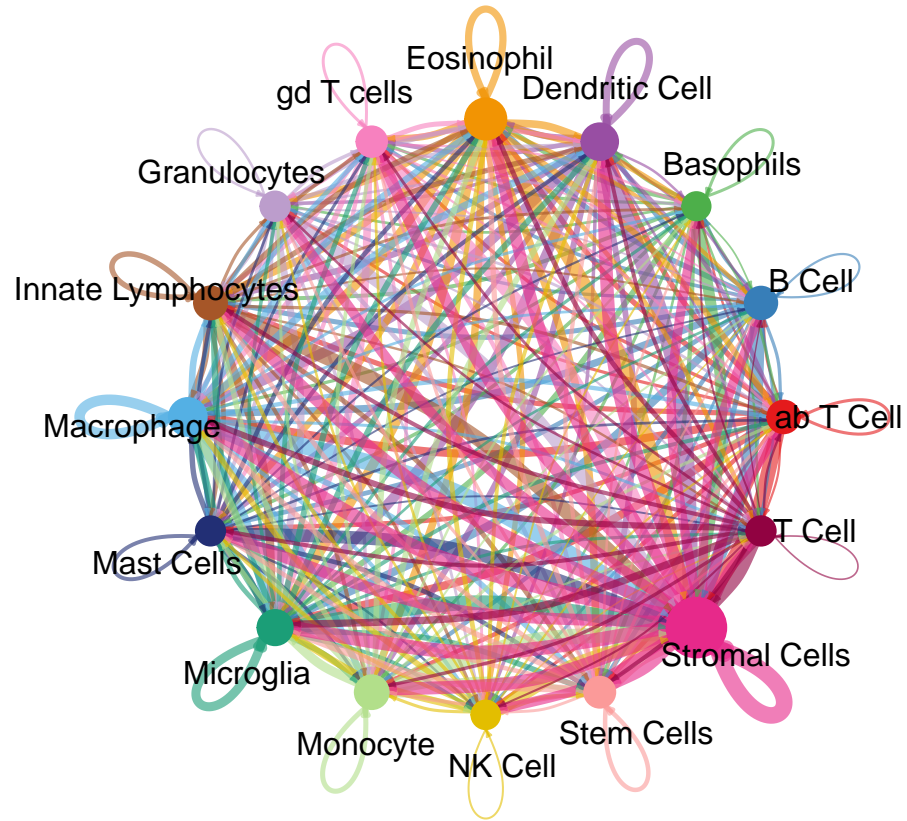 Eosinophil
Dendritic Cell
gd T cells
Basophils
Granulocytes
B Cell
Innate Lymphocytes
ab T Cell
Macrophage
T Cell
Mast Cells
Stromal Cells
Microglia
Stem Cells
Monocyte
NK Cell